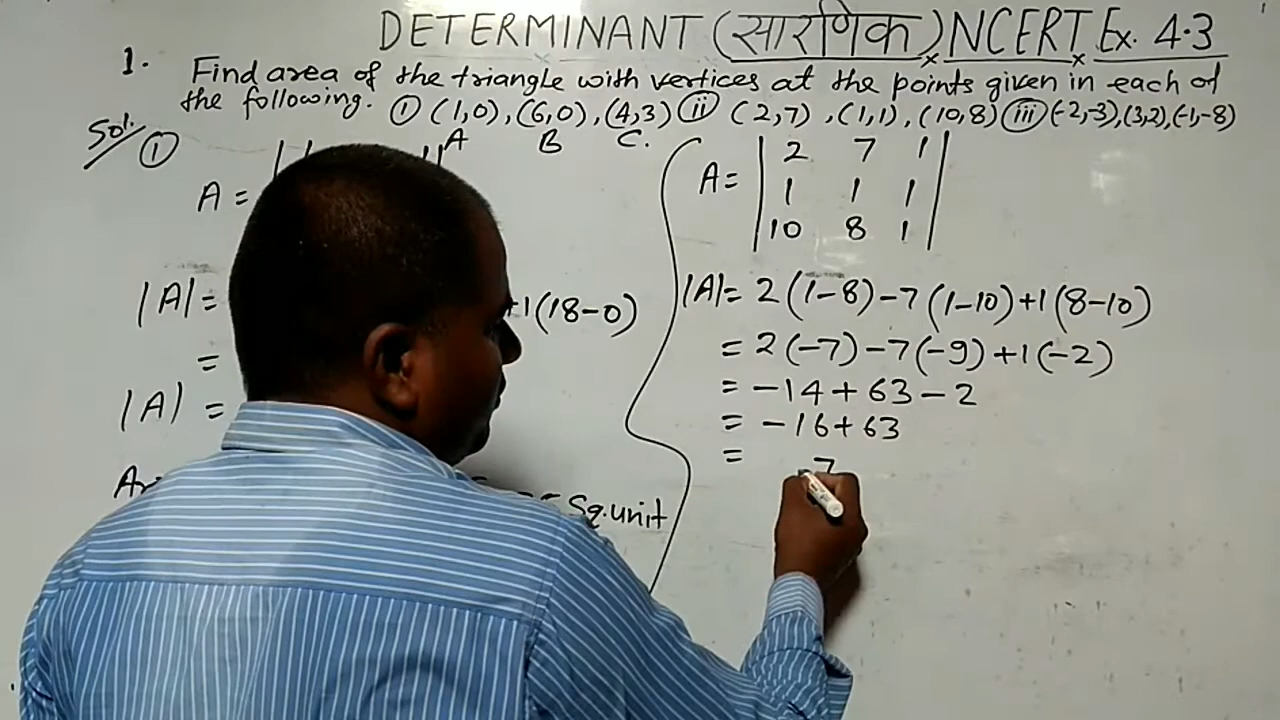 DETERMINANT (सारणिक) NCERT Ex. 4.3
1. Find area of the triangle with vertices at the points given in each of
the following. (i) (1,0), (6,0), (4,3) (ii) (2,7), (1,1), (10,8) (iii) (-2,-3), (3,2), (-1,-8)
A B C.
Sol. (i)
A =
|A| = +1(18-0)
=
|A| =
Sq. unit
A = | 2 7 1
1 1 1
10 8 1 |
|A| = 2(1-8) - 7(1-10) + 1(8-10)
= 2(-7) - 7(-9) + 1(-2)
= -14 + 63 - 2
= -16 + 63
= 7